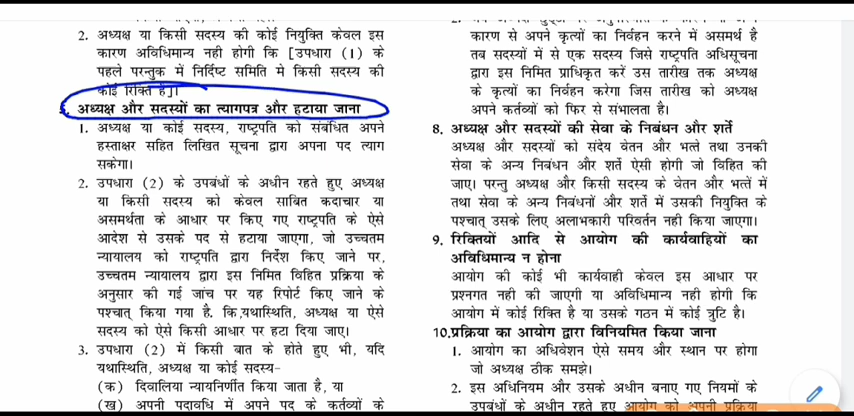 2. अध्यक्ष या किसी सदस्य की कोई नियुक्ति केवल इस
कारण अविधिमान्य नही होगी कि [उपधारा (1) के
पहले परन्तुक में निर्दिष्ट समिति मे किसी सदस्य की
कोई रिक्ति है]।
अध्यक्ष और सदस्यों का त्यागपत्र और हटाया जाना
1. अध्यक्ष या कोई सदस्य, राष्ट्रपति को संबंधित अपने
हस्ताक्षर सहित लिखित सूचना द्वारा अपना पद त्याग
सकेगा।
2. उपधारा (2) के उपबंधों के अधीन रहते हुए अध्यक्ष
या किसी सदस्य को केवल साबित कदाचार या
असमर्थता के आधार पर किए गए राष्ट्रपति के ऐसे
आदेश से उसके पद से हटाया जाएगा, जो उच्चतम
न्यायालय को राष्ट्रपति द्वारा निर्देश किए जाने पर,
उच्चतम न्यायालय द्वारा इस निमित विहित प्रक्रिया के
अनुसार की गई जांच पर यह रिपोर्ट किए जाने के
पश्चात् किया गया है. कि,यथास्थिति, अध्यक्ष या ऐसे
सदस्य को ऐसे किसी आधार पर हटा दिया जाए।
3. उपधारा (2) में किसी बात के होते हुए भी, यदि
यथास्थिति, अध्यक्ष या कोई सदस्य-
(क) दिवालिया न्यायनिर्णीत किया जाता है, या
(ख) अपनी पदावधि में अपने पद के कर्तव्यों के
कारण से अपने कृत्यों का निर्वहन करने में असमर्थ है
तब सदस्यों में से एक सदस्य जिसे राष्ट्रपति अधिसूचना
द्वारा इस निमित प्राधिकृत करें उस तारीख तक अध्यक्ष
के कृत्यों का निर्वहन करेगा जिस तारीख को अध्यक्ष
अपने कर्तव्यों को फिर से संभालता है।
8. अध्यक्ष और सदस्यों की सेवा के निबंधन और शर्ते
अध्यक्ष और सदस्यों को संदेय वेतन और भत्ते तथा उनकी
सेवा के अन्य निबंधन और शर्ते ऐसी होगी जो विहित की
जाए। परन्तु अध्यक्ष और किसी सदस्य के वेतन और भत्तें में
तथा सेवा के अन्य निबंधनों और शर्ते में उसकी नियुक्ति के
पश्चात् उसके लिए अलाभकारी परिवर्तन नही किया जाएगा।
9. रिक्तियों आदि से आयोग की कार्यवाहियों का
अविधिमान्य न होना
आयोग की कोई भी कार्यवाही केवल इस आधार पर
प्रश्नगत नही की जाएगी या अविधिमान्य नही होगी कि
आयोग में कोई रिक्ति है या उसके गठन में कोई त्रुटि है।
10.प्रक्रिया का आयोग द्वारा विनियमित किया जाना
1. आयोग का अधिवेशन ऐसे समय और स्थान पर होगा
जो अध्यक्ष ठीक समझे।
2. इस अधिनियम और उसके अधीन बनाए गए नियमों के
उपबंधों के अधीन रहते हुए आयोग को अपनी प्रक्रिया